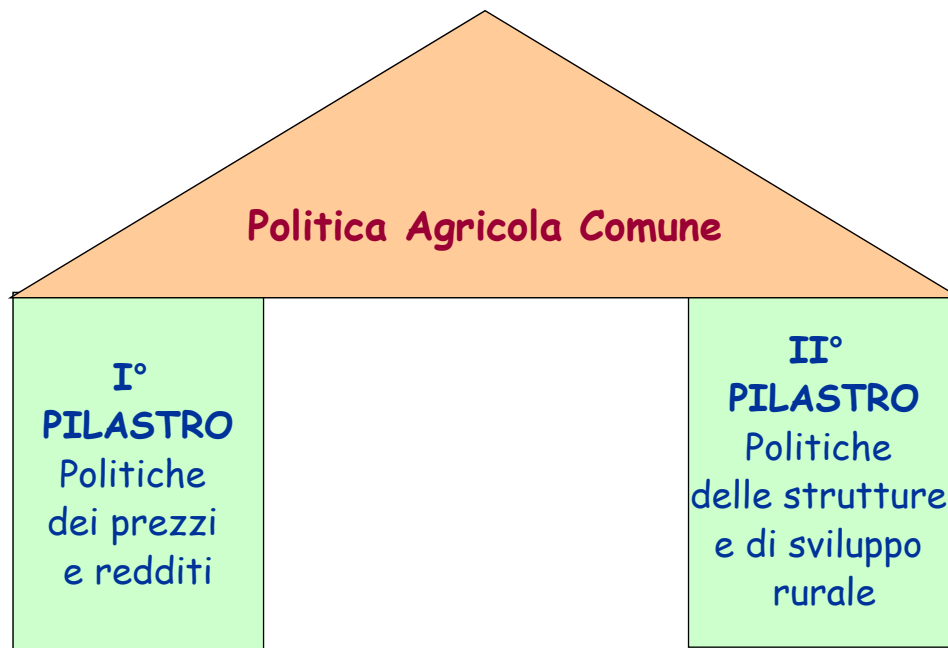 Politica Agricola Comune
I°
PILASTRO
Politiche
dei prezzi
e redditi
II°
PILASTRO
Politiche
delle strutture
e di sviluppo
rurale